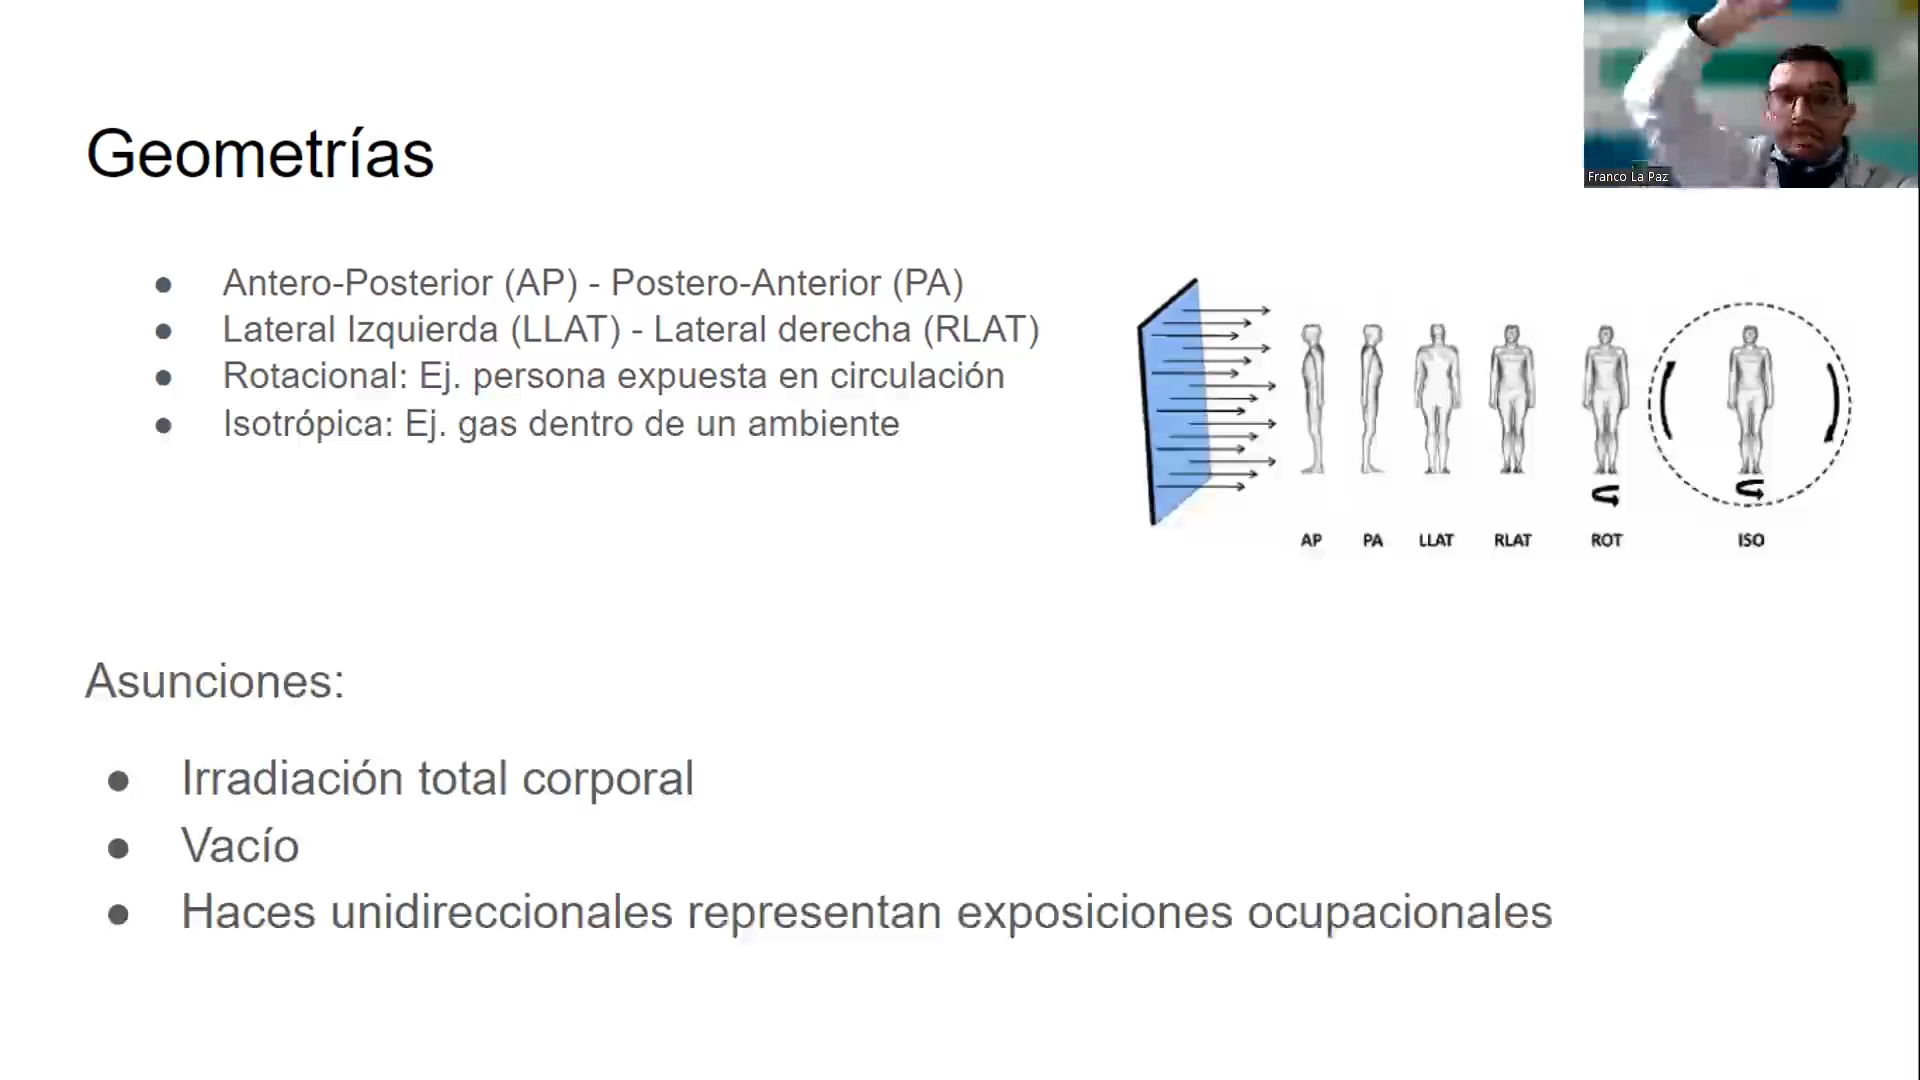 Franco La Paz
Geometrías
● Antero-Posterior (AP) - Postero-Anterior (PA)
● Lateral Izquierda (LLAT) - Lateral derecha (RLAT)
● Rotacional: Ej. persona expuesta en circulación
● Isotrópica: Ej. gas dentro de un ambiente
AP PA LLAT RLAT ROT ISO
Asunciones:
● Irradiación total corporal
● Vacío
● Haces unidireccionales representan exposiciones ocupacionales